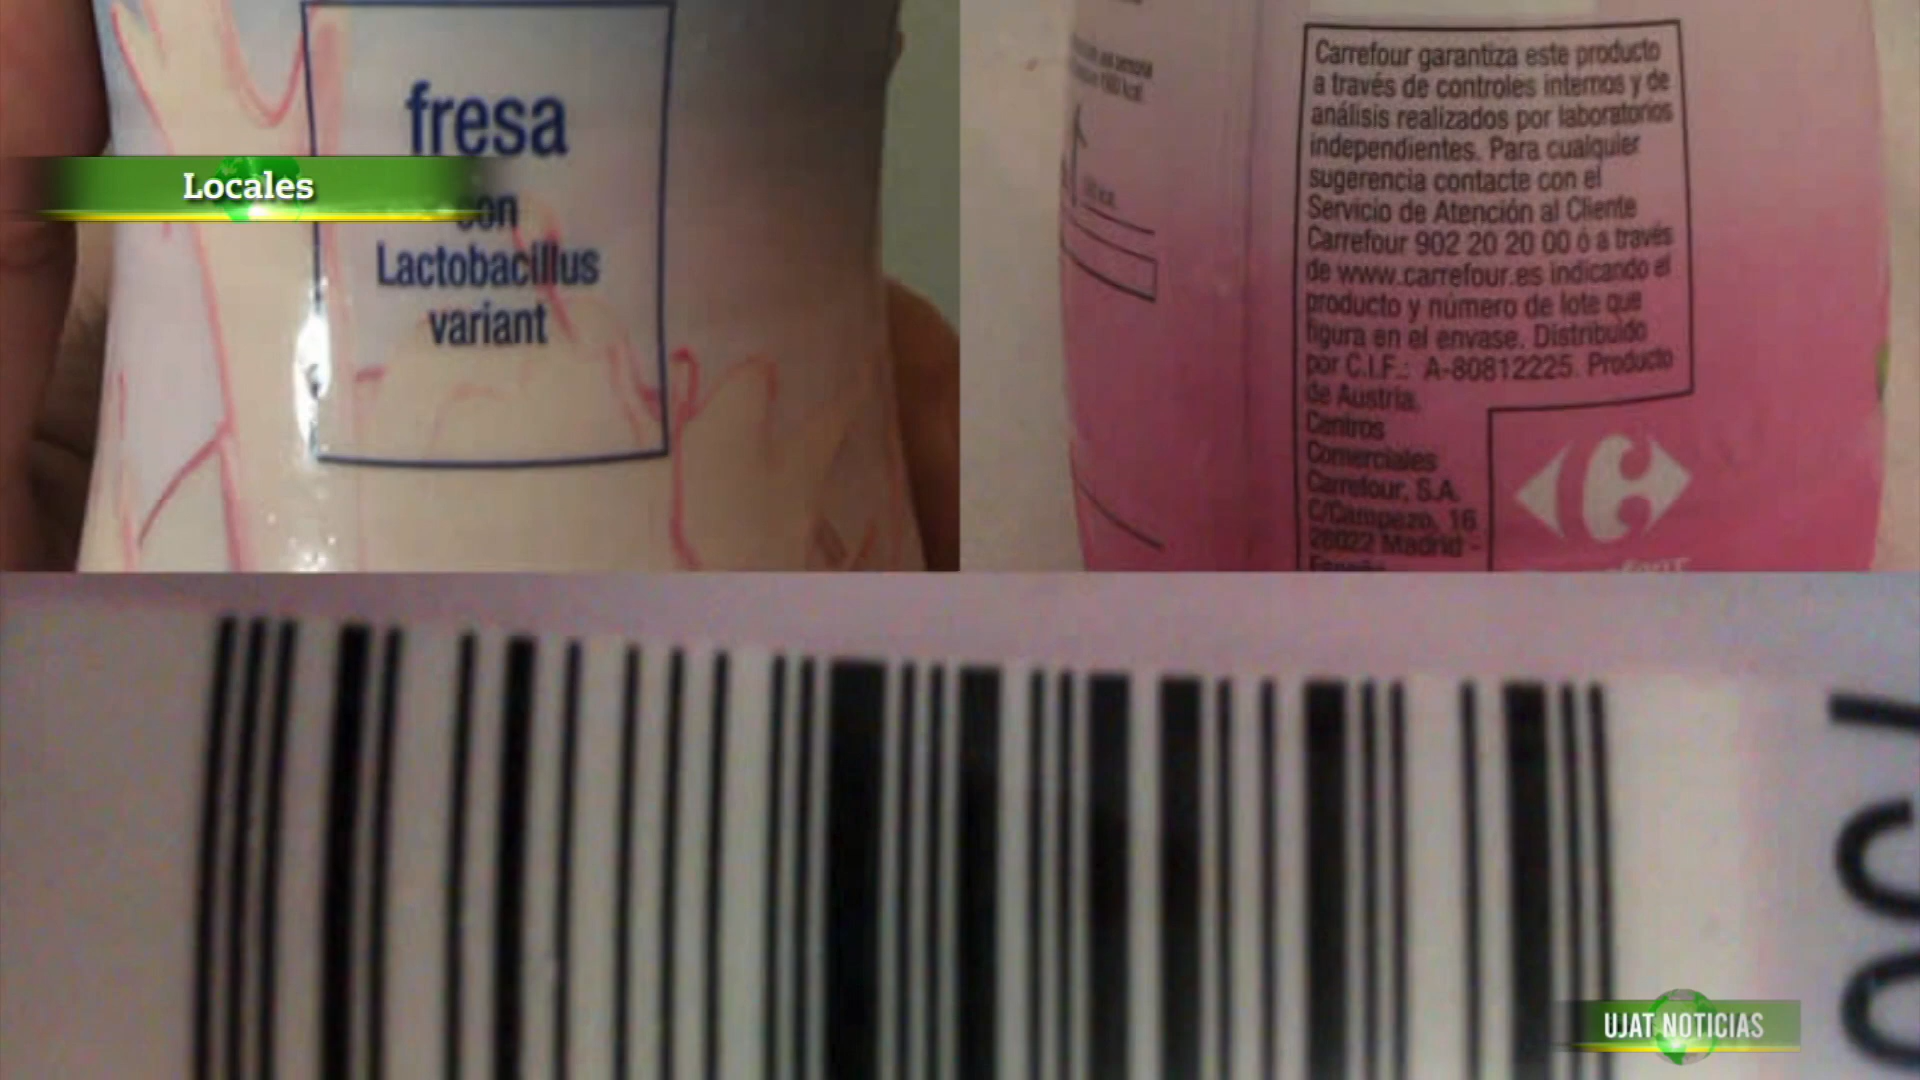 fresa
con
Lactobacillus
variant
Locales
Carrefour garantiza este producto
a través de controles internos y de
análisis realizados por laboratorios
independientes. Para cualquier
sugerencia contacte con el
Servicio de Atención al Cliente
Carrefour 902 20 20 00 ó a través
de www.carrefour.es indicando el
producto y número de lote que
figura en el envase. Distribuido
por C.I.F.: A-80812225. Producto
de Austria.
Centros
Comerciales
Carrefour, S.A.
C/Campezo, 16
28022 Madrid -
España
UJAT NOTICIAS